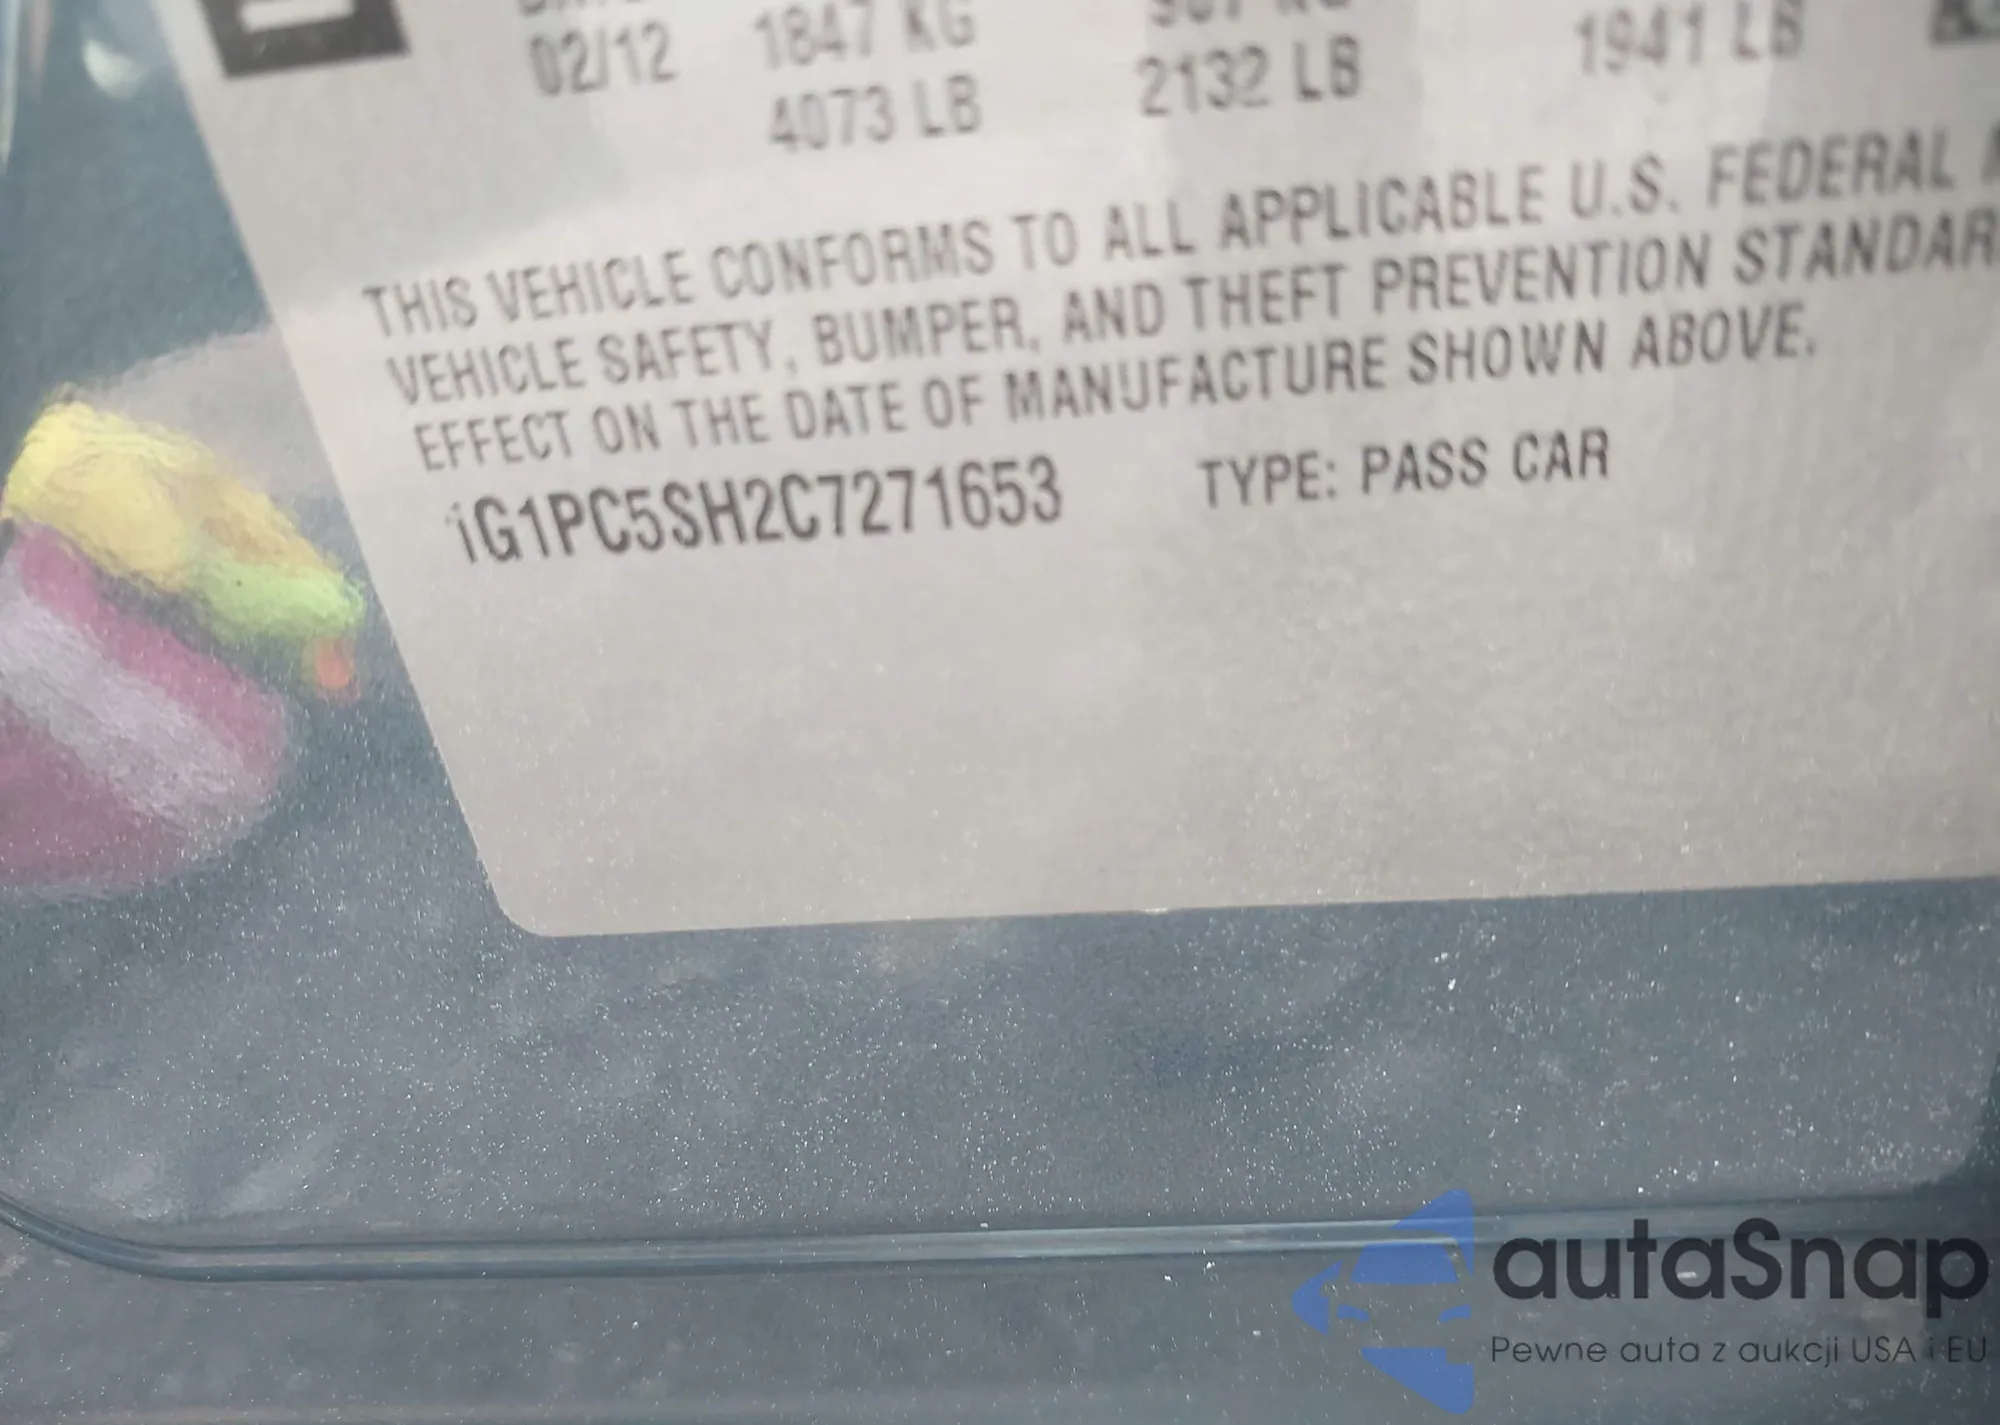 02/12 1847 KG 1941 LB
4073 LB 2132 LB
THIS VEHICLE CONFORMS TO ALL APPLICABLE U.S. FEDERAL
VEHICLE SAFETY, BUMPER, AND THEFT PREVENTION STANDAR
EFFECT ON THE DATE OF MANUFACTURE SHOWN ABOVE.
1G1PC5SH2C7271653 TYPE: PASS CAR
autaSnap
Pewne auta z aukcji USA i EU